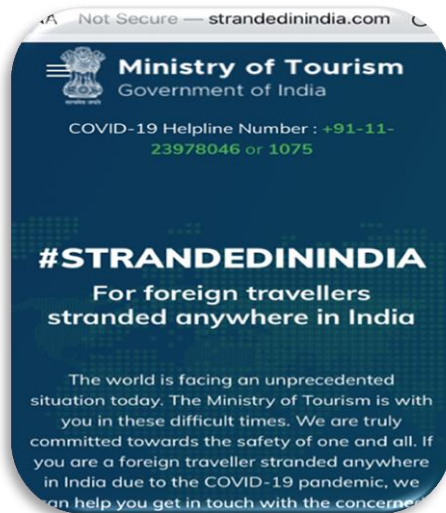 Not Secure — strandedinindia.com
Ministry of Tourism
Government of India
सत्यमेव जयते
COVID-19 Helpline Number : +91-11-
23978046 or 1075
#STRANDEDININDIA
For foreign travellers
stranded anywhere in India
The world is facing an unprecedented
situation today. The Ministry of Tourism is with
you in these difficult times. We are truly
committed towards the safety of one and all. If
you are a foreign traveller stranded anywhere
in India due to the COVID-19 pandemic, we
can help you get in touch with the concerned